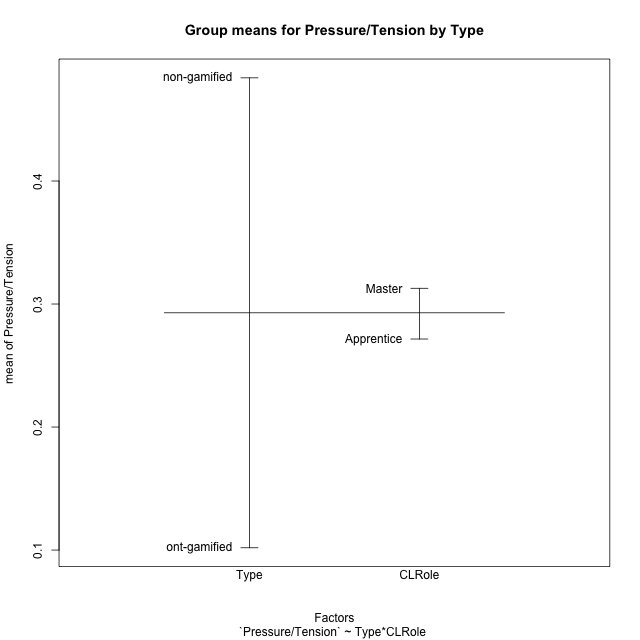 Group means for Pressure/Tension by Type
mean of Pressure/Tension
0.4
0.3
0.2
0.1
non-gamified
Master
Apprentice
ont-gamified
Type CLRole
Factors
`Pressure/Tension` ~ Type*CLRole